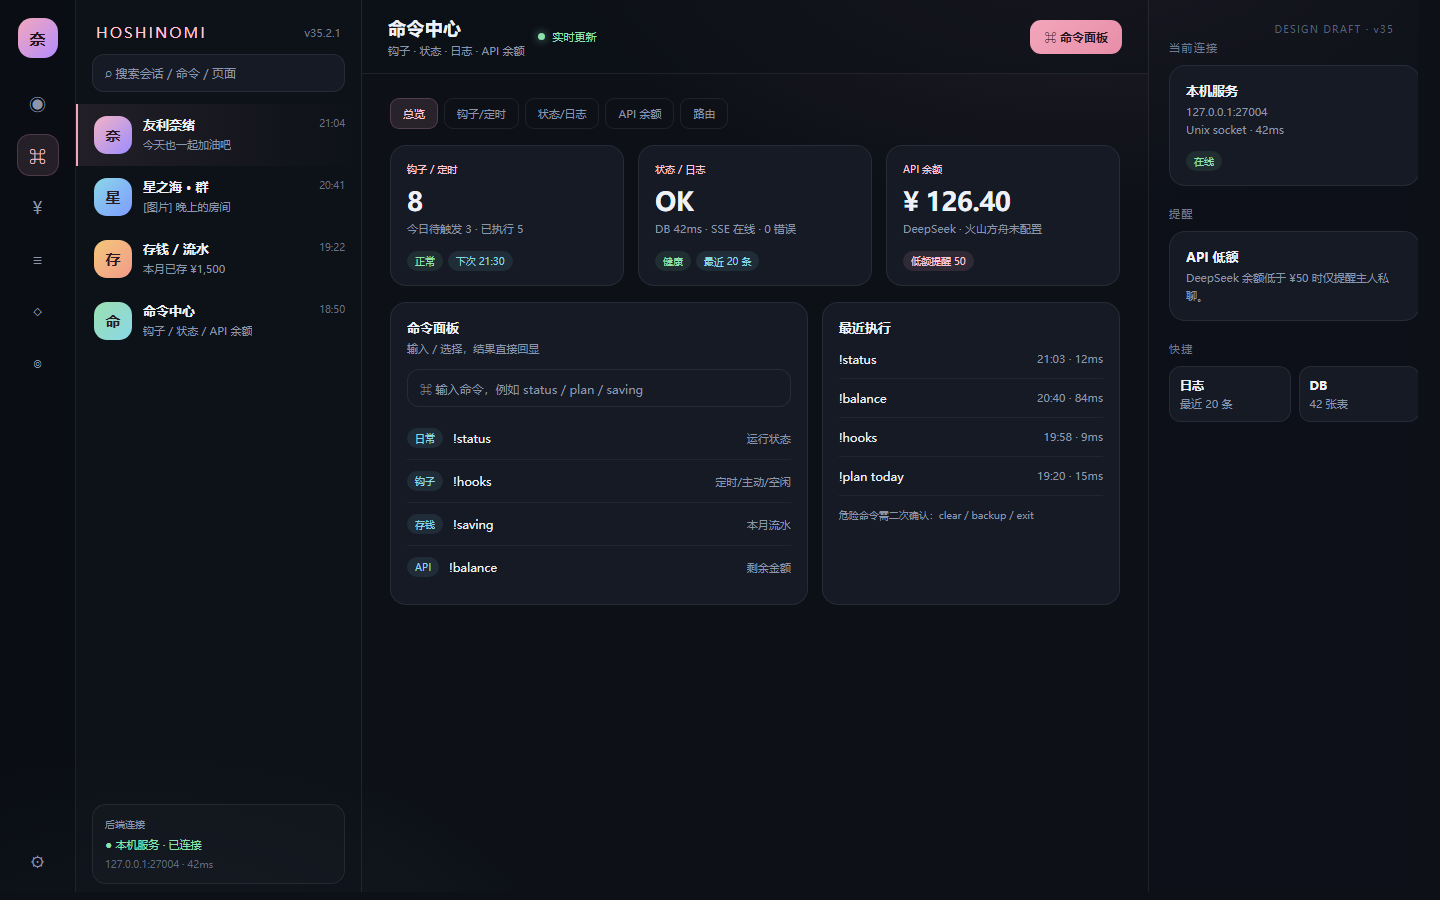 奈
HOSHINOMI
v35.2.1
⌕ 搜索会话 / 命令 / 页面
奈
友利奈绪
21:04
今天也一起加油吧
星
星之海 • 群
20:41
[图片] 晚上的房间
存
存钱 / 流水
19:22
本月已存 ¥1,500
命
命令中心
18:50
钩子 / 状态 / API 余额
后端连接
● 本机服务 · 已连接
127.0.0.1:27004 · 42ms
◉
⌘
¥
≡
◇
◎
⚙
命令中心
钩子 · 状态 · 日志 · API 余额
实时更新
⌘ 命令面板
总览
钩子/定时
状态/日志
API 余额
路由
钩子 / 定时
8
今日待触发 3 · 已执行 5
正常
下次 21:30
状态 / 日志
OK
DB 42ms · SSE 在线 · 0 错误
健康
最近 20 条
API 余额
¥ 126.40
DeepSeek · 火山方舟未配置
低额提醒 50
命令面板
输入 / 选择，结果直接回显
⌘ 输入命令，例如 status / plan / saving
日常
!status
运行状态
钩子
!hooks
定时/主动/空闲
存钱
!saving
本月流水
API
!balance
剩余金额
最近执行
!status
21:03 · 12ms
!balance
20:40 · 84ms
!hooks
19:58 · 9ms
!plan today
19:20 · 15ms
危险命令需二次确认：clear / backup / exit
DESIGN DRAFT · v35
当前连接
本机服务
127.0.0.1:27004
Unix socket · 42ms
在线
提醒
API 低额
DeepSeek 余额低于 ¥50 时仅提醒主人私
聊。
快捷
日志
最近 20 条
DB
42 张表